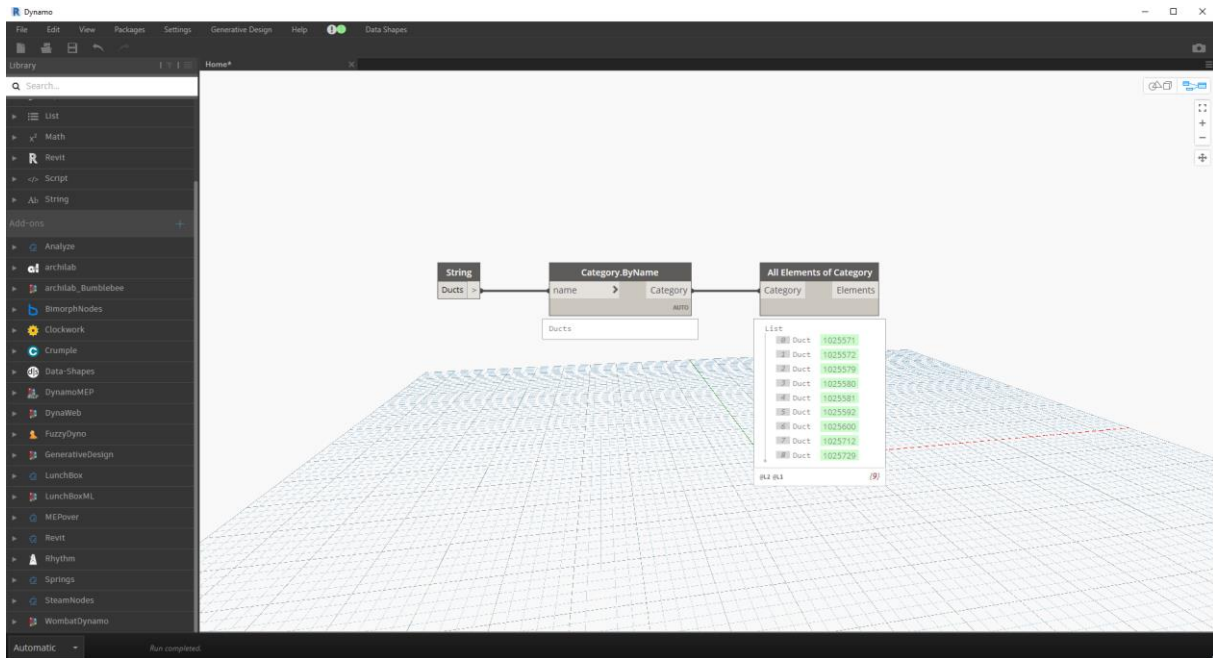 Dynamo
File Edit View Packages Settings Generative Design Help Data Shapes
Library
Home*
Search...
List
Math
Revit
Script
String
Add-ons
Analyze
archilab
archilab_Bumblebee
BimorphNodes
Clockwork
Crumple
Data-Shapes
DynamoMEP
DynaWeb
FuzzyDyno
GenerativeDesign
LunchBox
LunchBoxML
MEPover
Revit
Rhythm
Springs
SteamNodes
WombatDynamo
String
Ducts >
Category.ByName
name > Category
AUTO
Ducts
All Elements of Category
Category Elements
List
0 Duct 1025571
1 Duct 1025572
2 Duct 1025579
3 Duct 1025580
4 Duct 1025581
5 Duct 1025592
6 Duct 1025600
7 Duct 1025712
8 Duct 1025729
@L2 @L1 (9)
Automatic Run completed.